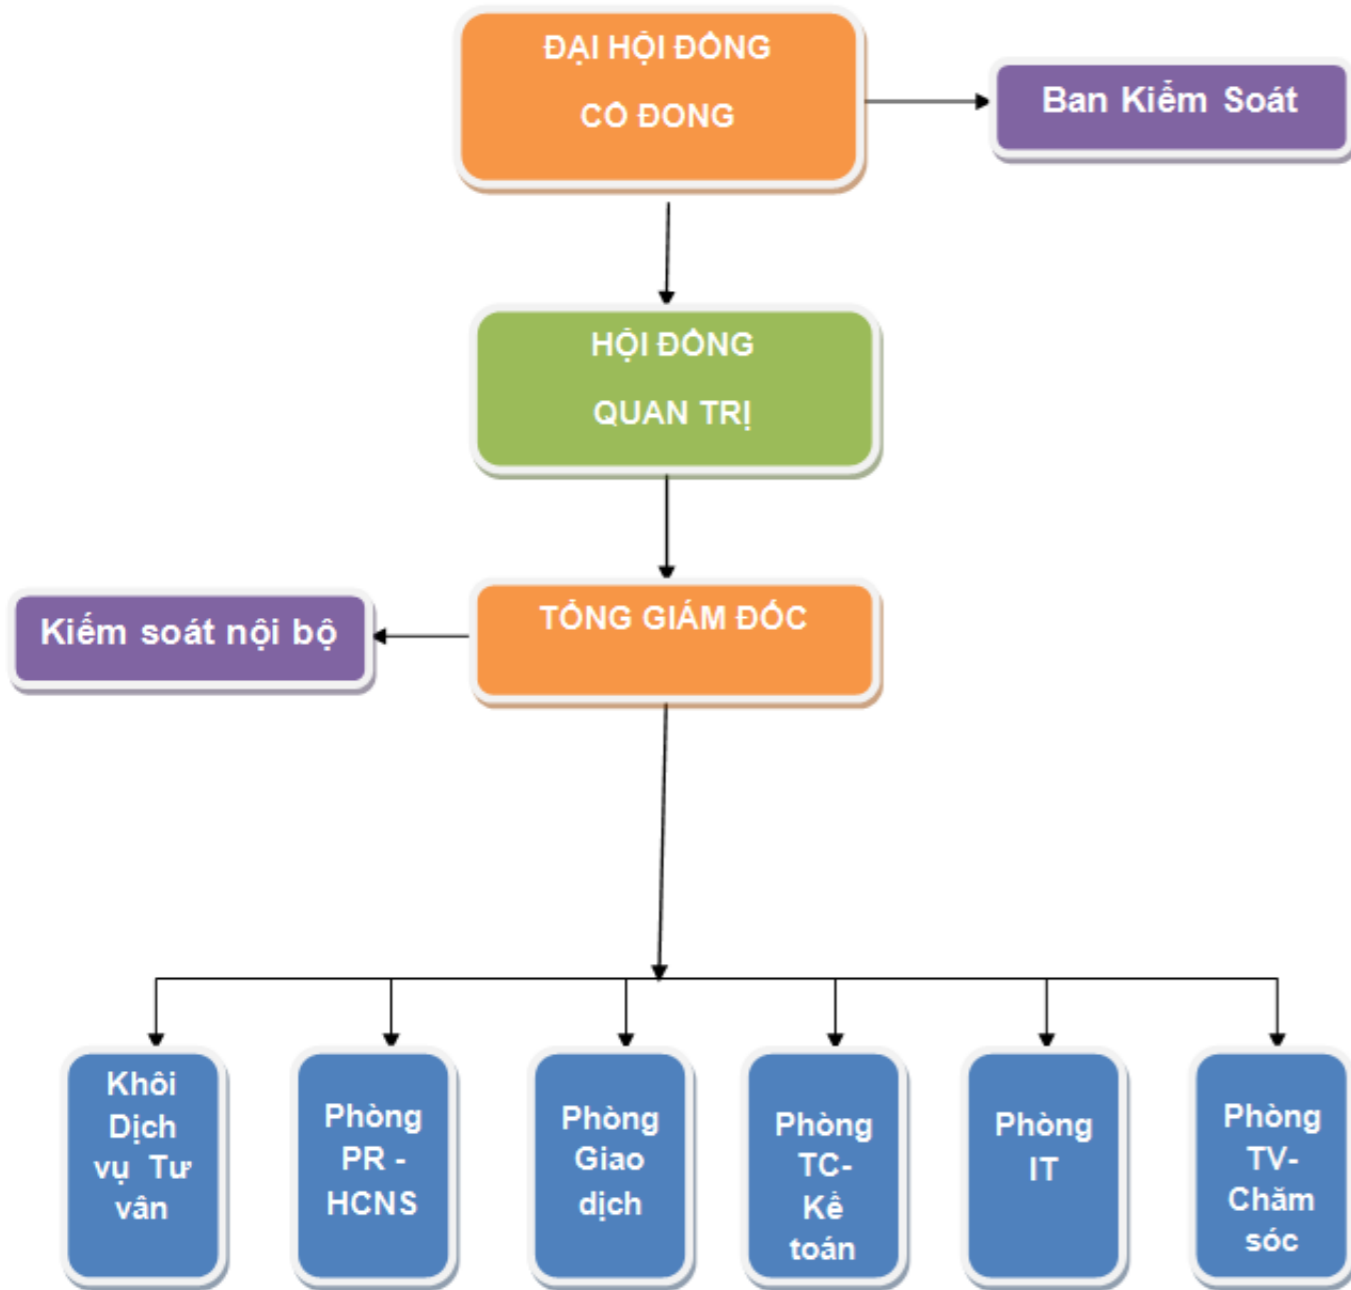 ĐẠI HỘI ĐỒNG
CỔ ĐÔNG
Ban Kiểm Soát
HỘI ĐỒNG
QUẢN TRỊ
TỔNG GIÁM ĐỐC
Kiểm soát nội bộ
Khối
Dịch
vụ Tư
vấn
Phòng
PR -
HCNS
Phòng
Giao
dịch
Phòng
TC-
Kế
toán
Phòng
IT
Phòng
TV-
Chăm
sóc